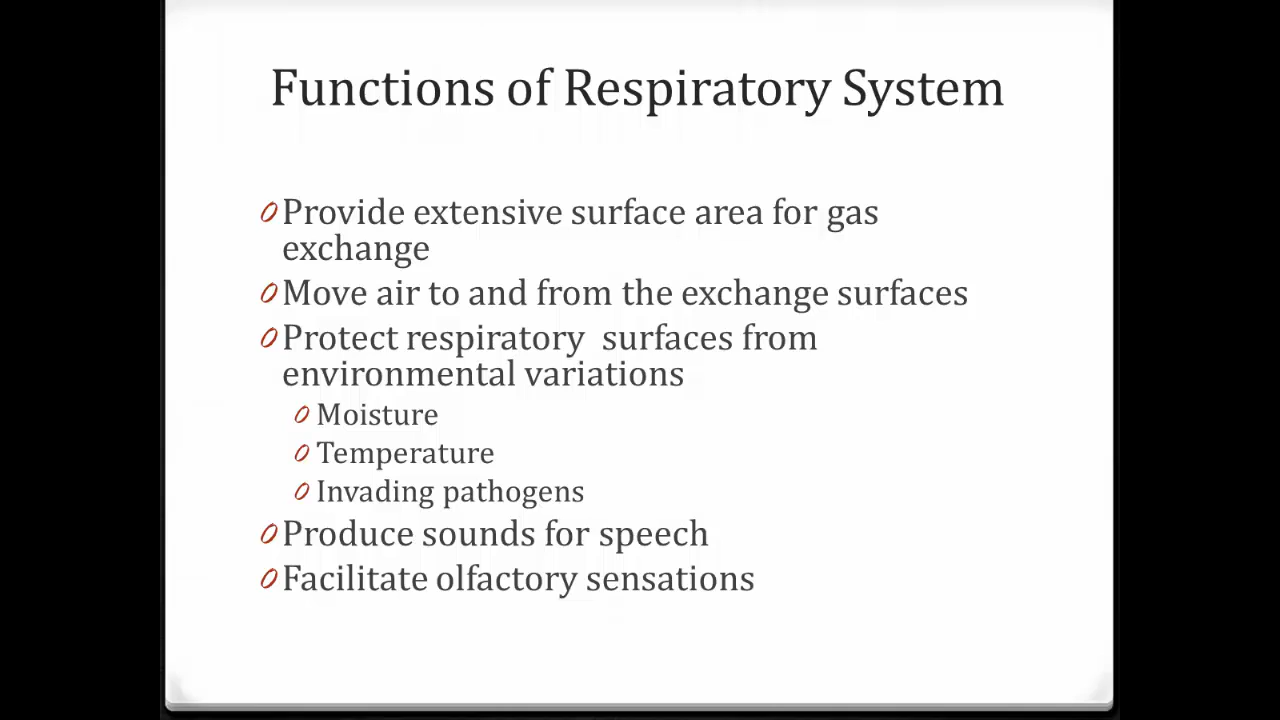 Functions of Respiratory System
Provide extensive surface area for gas
exchange
Move air to and from the exchange surfaces
Protect respiratory  surfaces from
environmental variations
Moisture
Temperature
Invading pathogens
Produce sounds for speech
Facilitate olfactory sensations